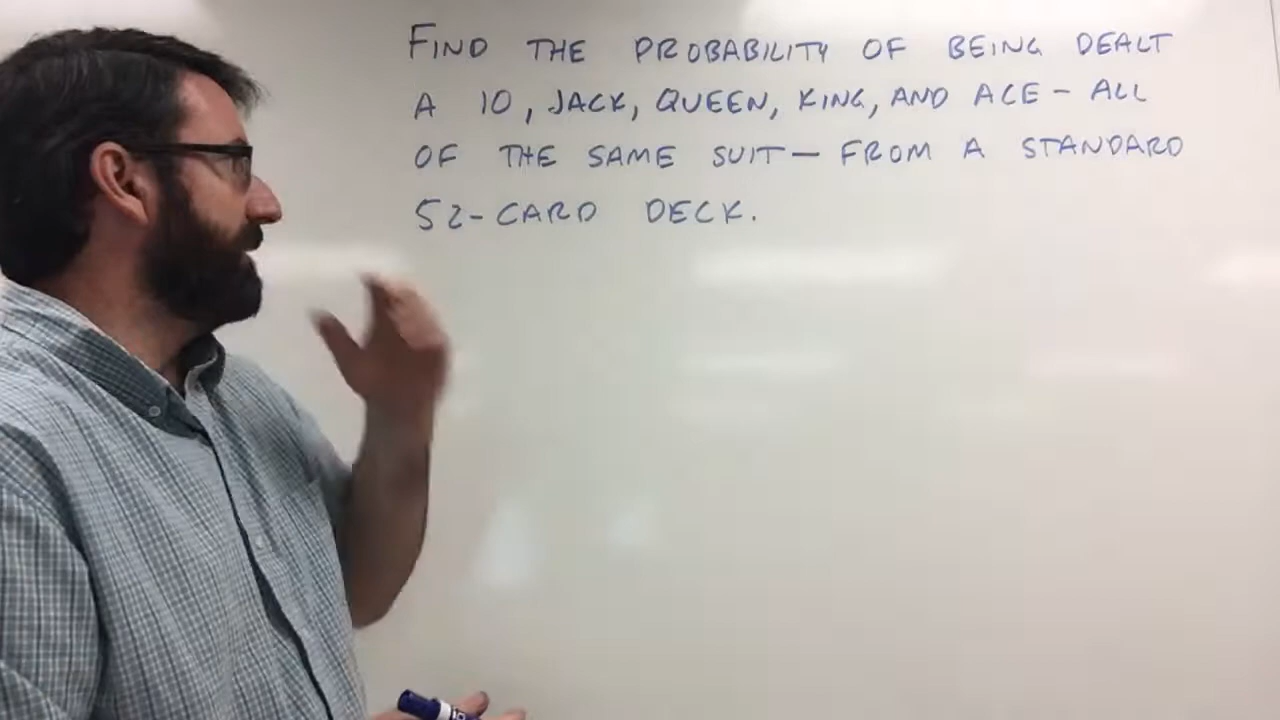 FIND THE PROBABILITY OF BEING DEALT
A 10, JACK, QUEEN, KING, AND ACE - ALL
OF THE SAME SUIT - FROM A STANDARD
52-CARD DECK.